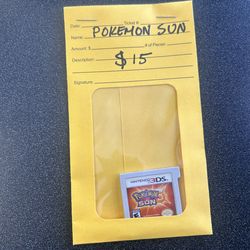 Date: Ticket #
Name: POKEMON SUN
Amount: $ # of Pieces:
Description: $15
Signature:
NINTENDO 3DS
POKÉMON
SUN
E